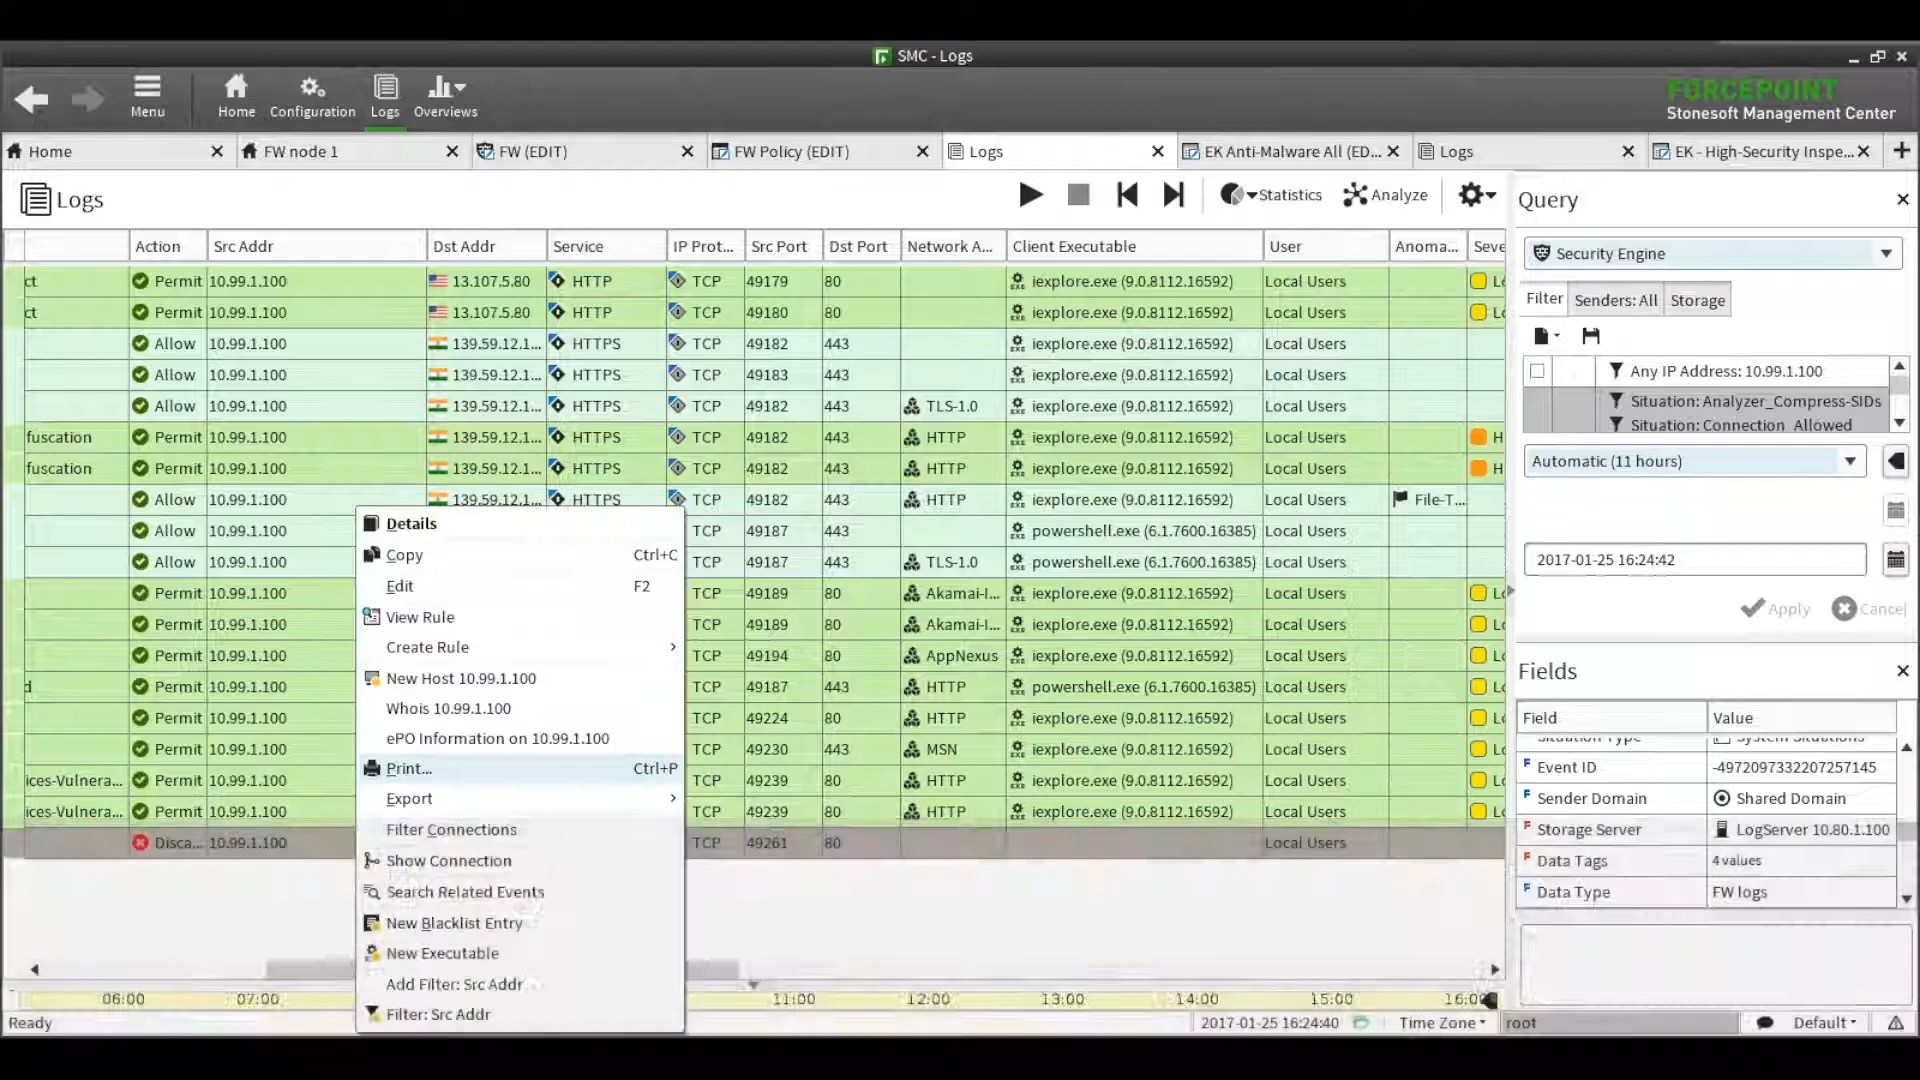 SMC - Logs
Menu Home Configuration Logs Overviews
FORCEPOINT
Stonesoft Management Center
Home FW node 1 FW (EDIT) FW Policy (EDIT) Logs EK Anti-Malware All (ED... Logs EK - High-Security Inspe...
Logs Statistics Analyze
Action Src Addr Dst Addr Service IP Prot... Src Port Dst Port Network A... Client Executable User Anoma... Seve
ct Permit 10.99.1.100 13.107.5.80 HTTP TCP 49179 80 iexplore.exe (9.0.8112.16592) Local Users
ct Permit 10.99.1.100 13.107.5.80 HTTP TCP 49180 80 iexplore.exe (9.0.8112.16592) Local Users
Allow 10.99.1.100 139.59.12.1... HTTPS TCP 49182 443 iexplore.exe (9.0.8112.16592) Local Users
Allow 10.99.1.100 139.59.12.1... HTTPS TCP 49183 443 iexplore.exe (9.0.8112.16592) Local Users
Allow 10.99.1.100 139.59.12.1... HTTPS TCP 49182 443 TLS-1.0 iexplore.exe (9.0.8112.16592) Local Users
fuscation Permit 10.99.1.100 139.59.12.1... HTTPS TCP 49182 443 HTTP iexplore.exe (9.0.8112.16592) Local Users H
fuscation Permit 10.99.1.100 139.59.12.1... HTTPS TCP 49182 443 HTTP iexplore.exe (9.0.8112.16592) Local Users H
Allow 10.99.1.100 139.59.12.1... HTTPS TCP 49182 443 HTTP iexplore.exe (9.0.8112.16592) Local Users File-T...
Allow 10.99.1.100 TCP 49187 443 powershell.exe (6.1.7600.16385) Local Users
Allow 10.99.1.100 TCP 49187 443 TLS-1.0 powershell.exe (6.1.7600.16385) Local Users
Permit 10.99.1.100 TCP 49189 80 Akamai-I... iexplore.exe (9.0.8112.16592) Local Users
Permit 10.99.1.100 TCP 49189 80 Akamai-I... iexplore.exe (9.0.8112.16592) Local Users
Permit 10.99.1.100 TCP 49194 80 AppNexus iexplore.exe (9.0.8112.16592) Local Users
d Permit 10.99.1.100 TCP 49187 443 HTTP powershell.exe (6.1.7600.16385) Local Users
Permit 10.99.1.100 TCP 49224 80 HTTP iexplore.exe (9.0.8112.16592) Local Users
Permit 10.99.1.100 TCP 49230 443 MSN iexplore.exe (9.0.8112.16592) Local Users
ices-Vulnera... Permit 10.99.1.100 TCP 49239 80 HTTP iexplore.exe (9.0.8112.16592) Local Users
ices-Vulnera... Permit 10.99.1.100 TCP 49239 80 HTTP iexplore.exe (9.0.8112.16592) Local Users
Disca... 10.99.1.100 TCP 49261 80 Local Users
Details
Copy Ctrl+C
Edit F2
View Rule
Create Rule
New Host 10.99.1.100
Whois 10.99.1.100
ePO Information on 10.99.1.100
Print... Ctrl+P
Export
Filter Connections
Show Connection
Search Related Events
New Blacklist Entry
New Executable
Add Filter: Src Addr
Filter: Src Addr
06:00 07:00 11:00 12:00 13:00 14:00 15:00 16:00
Query
Security Engine
Filter Senders: All Storage
Any IP Address: 10.99.1.100
Situation: Analyzer_Compress-SIDs
Situation: Connection_Allowed
Automatic (11 hours)
2017-01-25 16:24:42
Apply Cancel
Fields
Field Value
Situation Type System Situations
Event ID -4972097332207257145
Sender Domain Shared Domain
Storage Server LogServer 10.80.1.100
Data Tags 4 values
Data Type FW logs
Ready 2017-01-25 16:24:40 Time Zone root Default